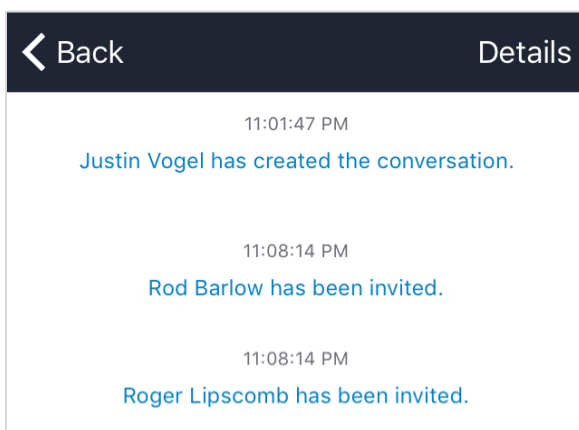 Back Details
11:01:47 PM
Justin Vogel has created the conversation.
11:08:14 PM
Rod Barlow has been invited.
11:08:14 PM
Roger Lipscomb has been invited.